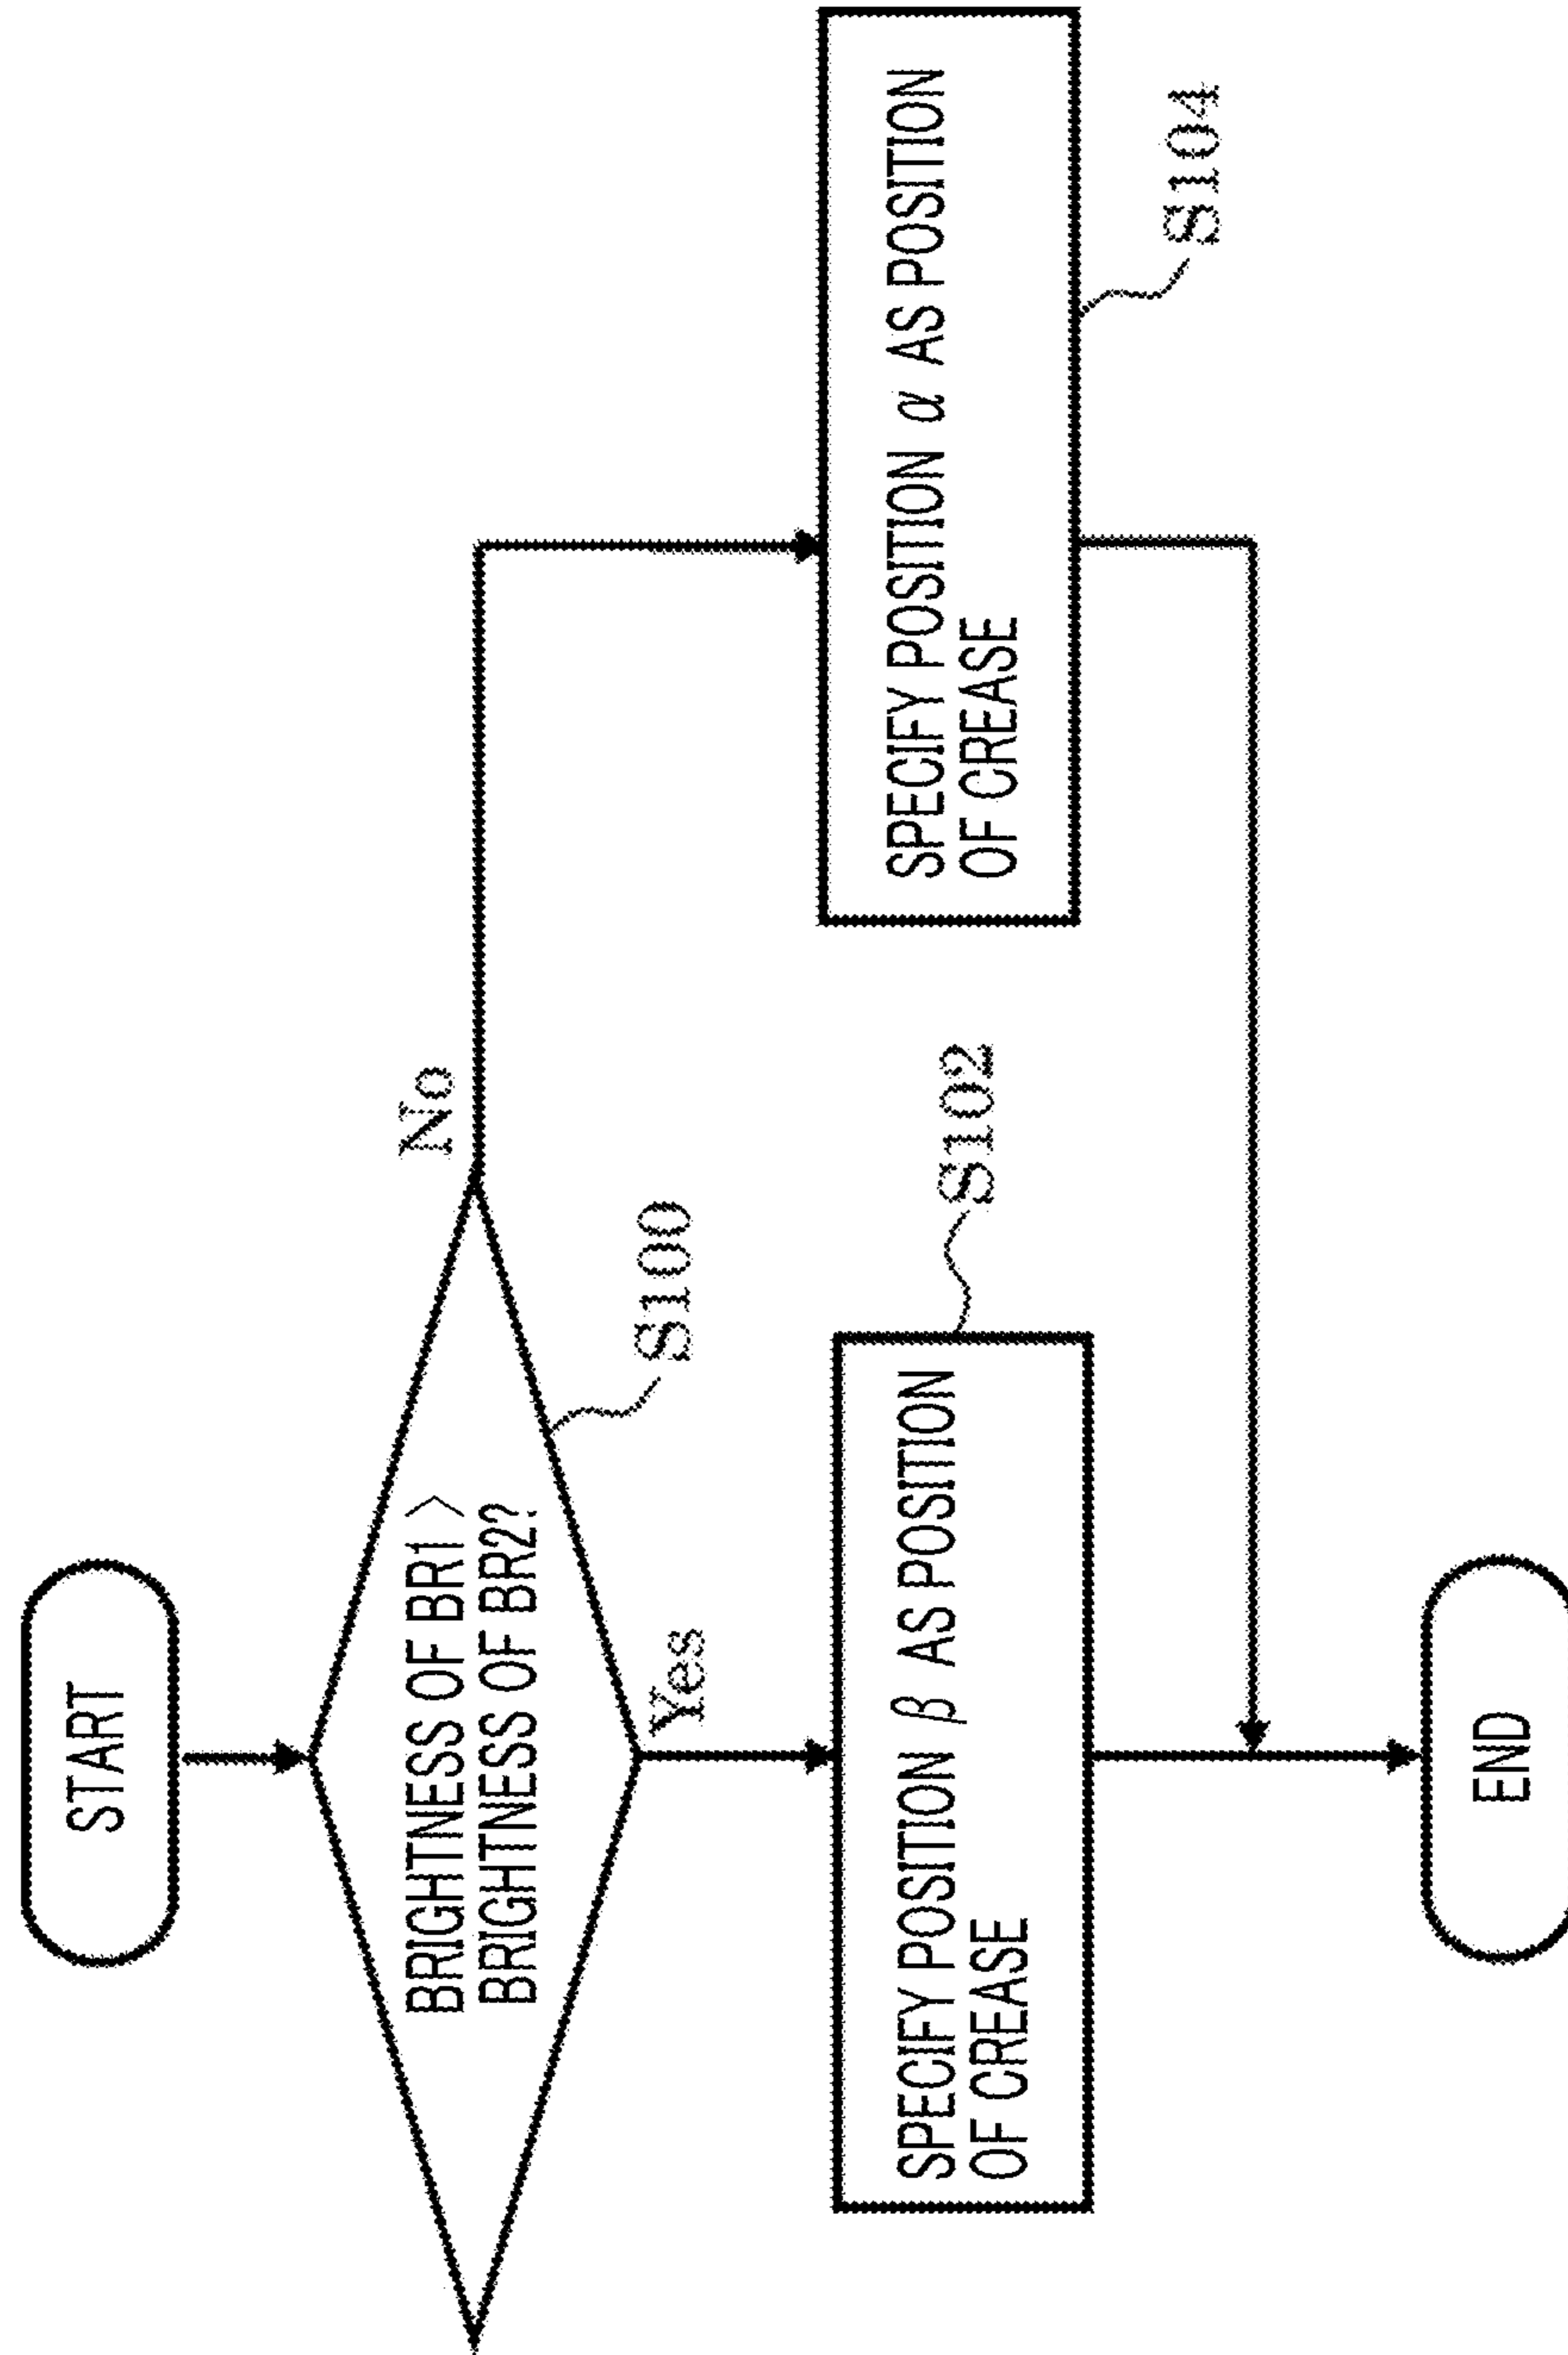 START
BRIGHTNESS OF BR1 >
BRIGHTNESS OF BR2?
No
S100
Yes
SPECIFY POSITION β AS POSITION
OF CREASE
S102
SPECIFY POSITION α AS POSITION
OF CREASE
S104
END